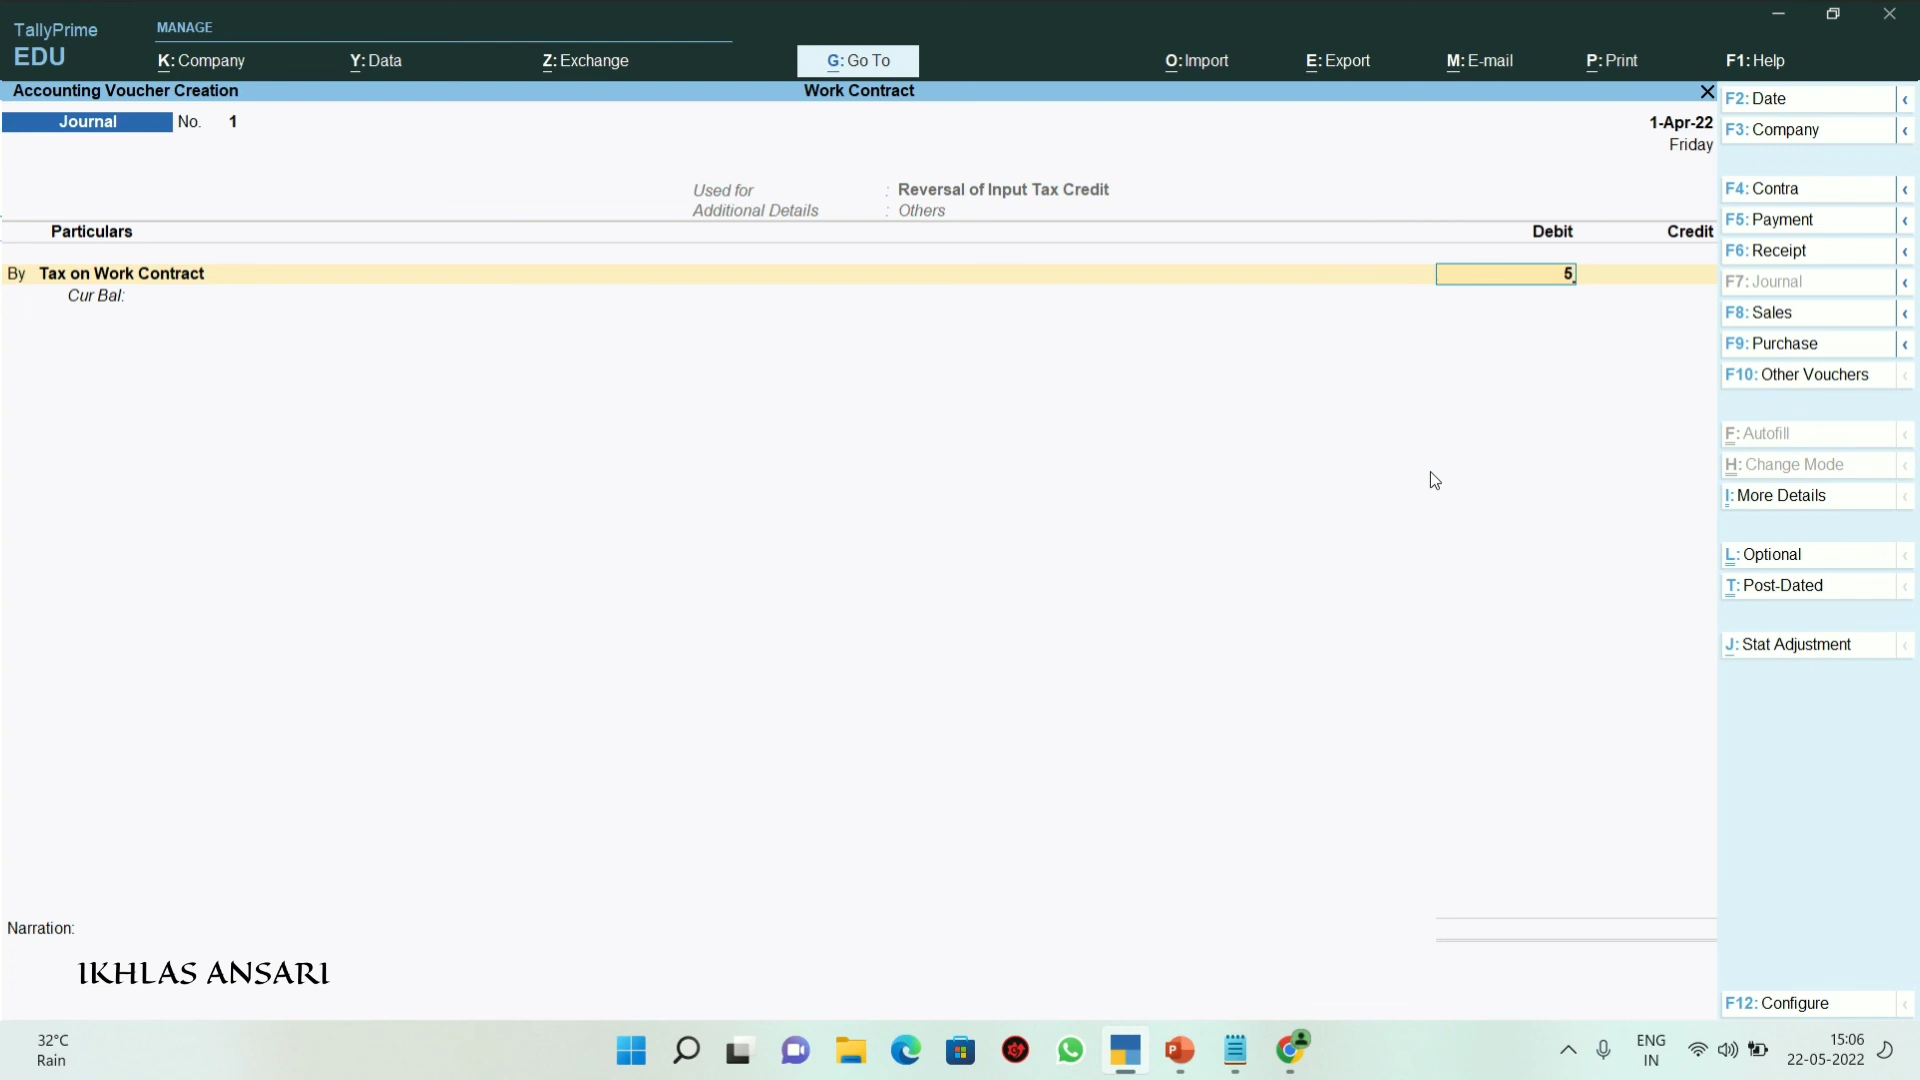 TallyPrime
EDU
MANAGE
K: Company
Y: Data
Z: Exchange
G: Go To
O: Import
E: Export
M: E-mail
P: Print
F1: Help
Accounting Voucher Creation
Work Contract
Journal No. 1
1-Apr-22
Friday
Used for : Reversal of Input Tax Credit
Additional Details : Others
Particulars Debit Credit
By Tax on Work Contract 5
Cur Bal:
Narration:
IKHLAS ANSARI
F2: Date
F3: Company
F4: Contra
F5: Payment
F6: Receipt
F7: Journal
F8: Sales
F9: Purchase
F10: Other Vouchers
F: Autofill
H: Change Mode
I: More Details
L: Optional
T: Post-Dated
J: Stat Adjustment
F12: Configure
32°C
Rain
ENG
IN
15:06
22-05-2022